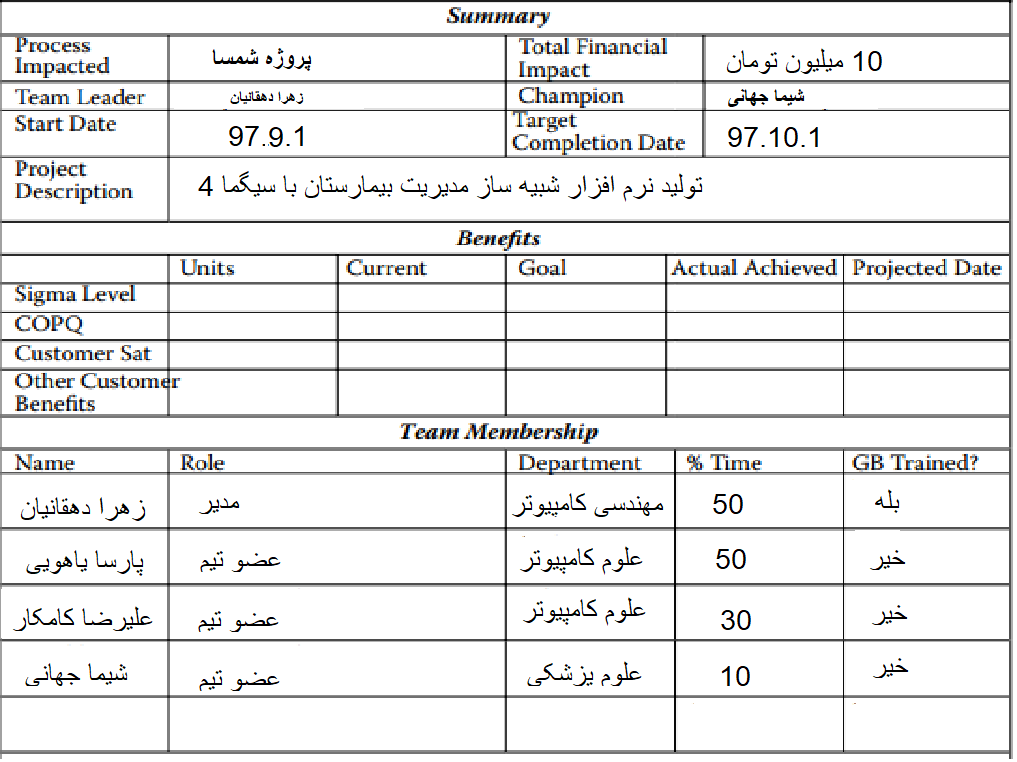 Summary
Process Impacted پروژه شمسا Total Financial Impact 10 میلیون تومان
Team Leader زهرا دهقانیان Champion شیما جهانی
Start Date 97.9.1 Target Completion Date 97.10.1
Project Description تولید نرم افزار شبیه ساز مدیریت بیمارستان با سیگما 4
Benefits
Units Current Goal Actual Achieved Projected Date
Sigma Level
COPQ
Customer Sat
Other Customer
Benefits
Team Membership
Name Role Department % Time GB Trained?
زهرا دهقانیان مدیر مهندسی کامپیوتر 50 بله
پارسا یاهویی عضو تیم علوم کامپیوتر 50 خیر
علیرضا کامکار عضو تیم علوم کامپیوتر 30 خیر
شیما جهانی عضو تیم علوم پزشکی 10 خیر